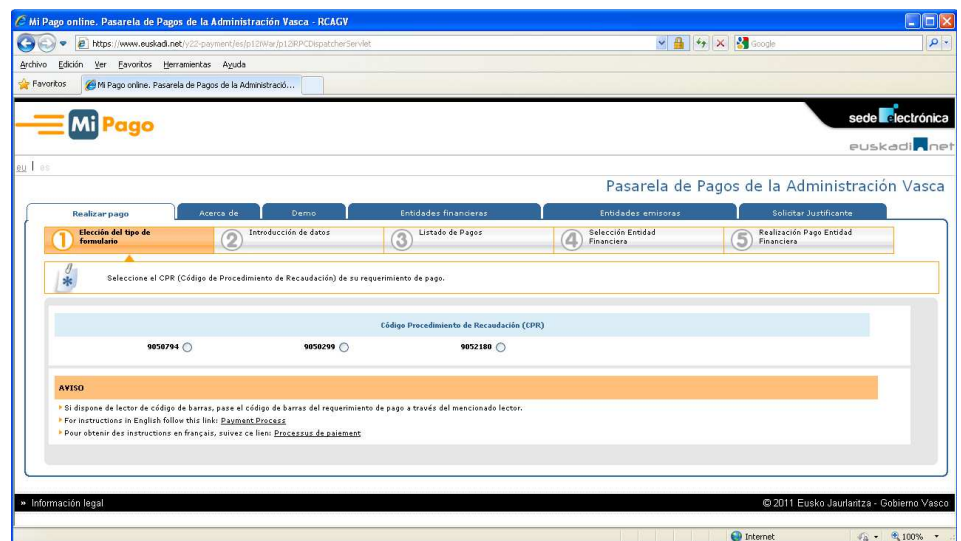 Mi Pago online. Pasarela de Pagos de la Administración Vasca - RCAGV
https://www.euskadi.net/y22-payment/es/p12iWar/p12iRPCDispatcherServlet
Google
Archivo Edición Ver Favoritos Herramientas Ayuda
Favoritos Mi Pago online. Pasarela de Pagos de la Administració...
Mi Pago
sede electrónica
euskadi net
eu | es
Pasarela de Pagos de la Administración Vasca
Realizar pago Acerca de Demo Entidades financieras Entidades emisoras Solicitar Justificante
1 Elección del tipo de formulario 2 Introducción de datos 3 Listado de Pagos 4 Selección Entidad Financiera 5 Realización Pago Entidad Financiera
Seleccione el CPR (Código de Procedimiento de Recaudación) de su requerimiento de pago.
Código Procedimiento de Recaudación (CPR)
9050794 9050299 9052180
AVISO
Si dispone de lector de código de barras, pase el código de barras del requerimiento de pago a través del mencionado lector.
For instructions in English follow this link: Payment Process
Pour obtenir des instructions en français, suivez ce lien: Processus de paiement
» Información legal © 2011 Eusko Jaurlaritza - Gobierno Vasco
Internet 100%